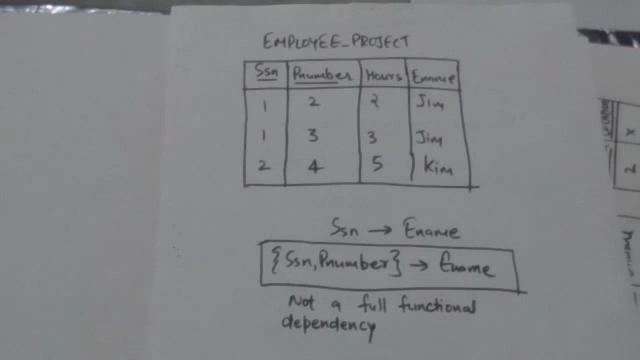 EMPLOYEE_PROJECT
Ssn Pnumber Hours Ename
1 2 2 Jim
1 3 3 Jim
2 4 5 Kim
Ssn → Ename
{Ssn, Pnumber} → Ename
Not a full functional
dependency
X
2